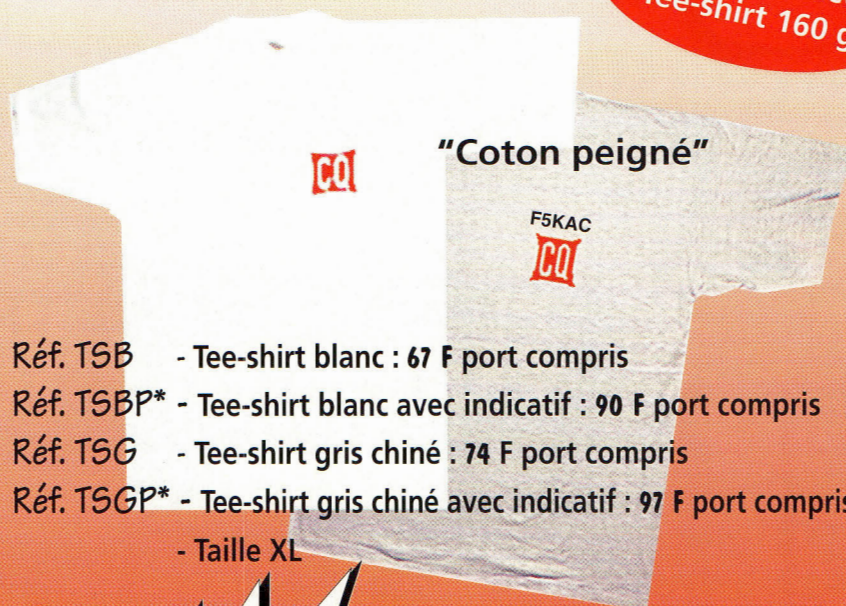 Tee-shirt 160 g
"Coton peigné"
CQ
F5KAC
CQ
Réf. TSB - Tee-shirt blanc : 67 F port compris
Réf. TSBP* - Tee-shirt blanc avec indicatif : 90 F port compris
Réf. TSG - Tee-shirt gris chiné : 74 F port compris
Réf. TSGP* - Tee-shirt gris chiné avec indicatif : 97 F port compris
- Taille XL